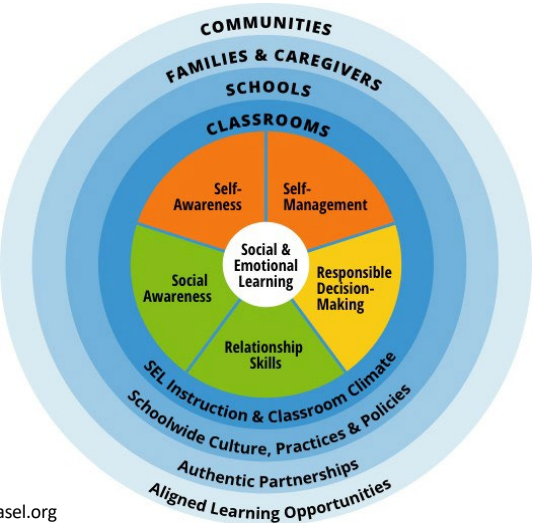 COMMUNITIES
FAMILIES & CAREGIVERS
SCHOOLS
CLASSROOMS
Self-
Awareness
Self-
Management
Social &
Emotional
Learning
Social
Awareness
Responsible
Decision-
Making
Relationship
Skills
SEL Instruction & Classroom Climate
Schoolwide Culture, Practices & Policies
Authentic Partnerships
Aligned Learning Opportunities
asel.org